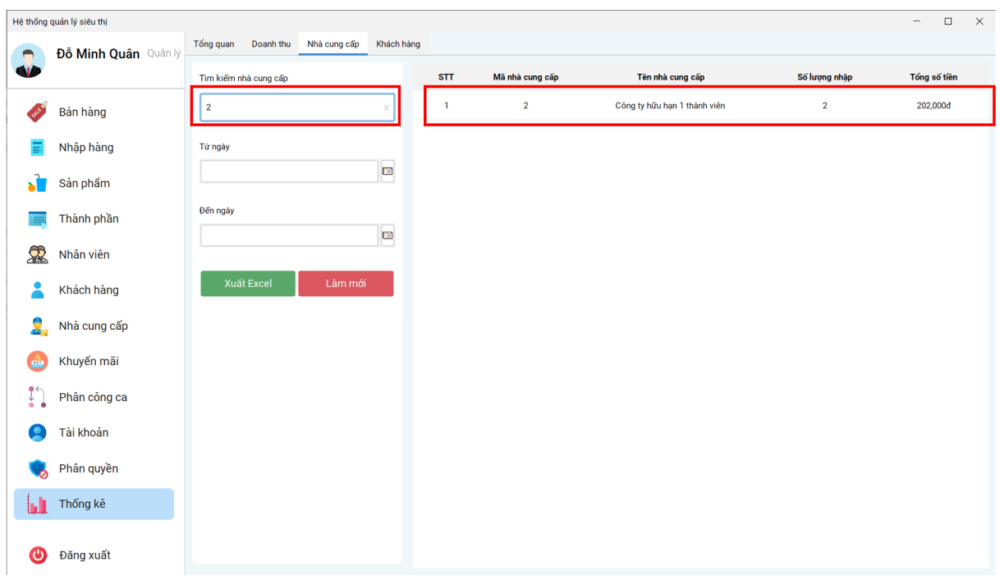 Hệ thống quản lý siêu thị
Đỗ Minh Quân Quản lý
Bán hàng
Nhập hàng
Sản phẩm
Thành phần
Nhân viên
Khách hàng
Nhà cung cấp
Khuyến mãi
Phân công ca
Tài khoản
Phân quyền
Thống kê
Đăng xuất
Tổng quan Doanh thu Nhà cung cấp Khách hàng
Tìm kiếm nhà cung cấp
2 x
Từ ngày
Đến ngày
Xuất Excel Làm mới
STT Mã nhà cung cấp Tên nhà cung cấp Số lượng nhập Tổng số tiền
1 2 Công ty hữu hạn 1 thành viên 2 202,000đ